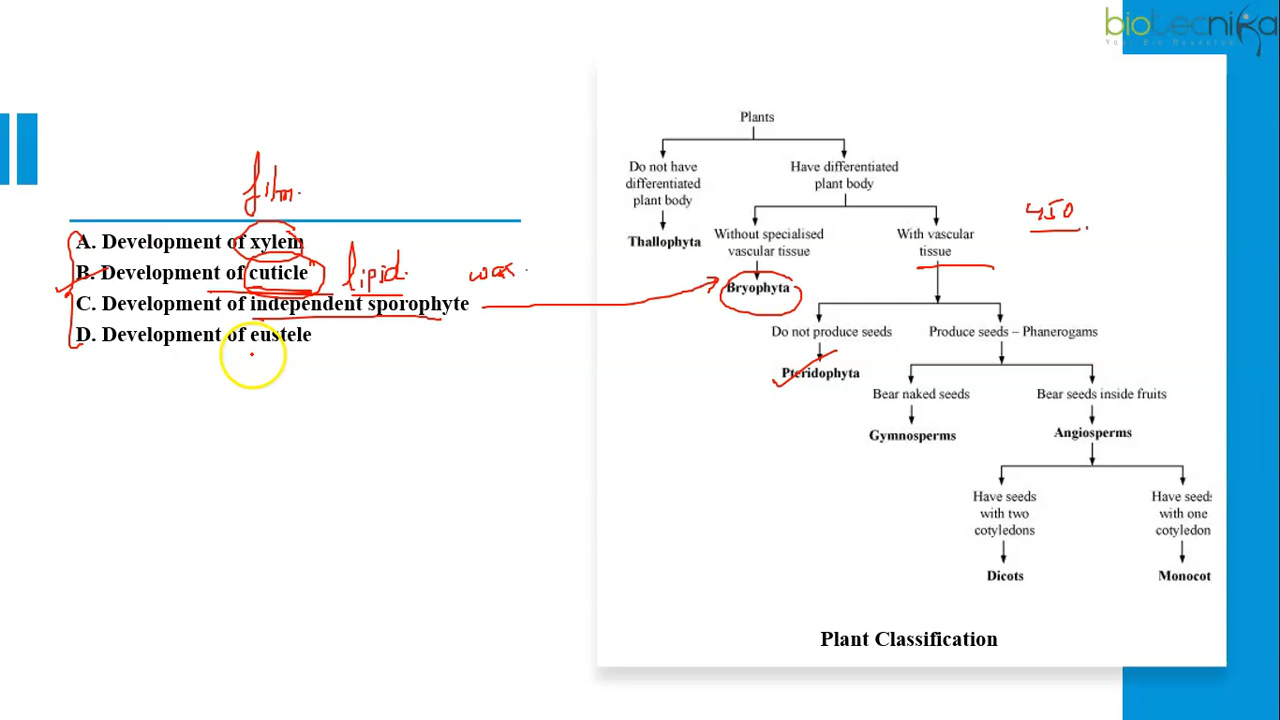 biotecnika
film.
A. Development of xylem
B. Development of cuticle"
lipid.
wax.
C. Development of independent sporophyte
D. Development of eustele
Plants
Do not have
differentiated
plant body
Have differentiated
plant body
450
Thallophyta
Without specialised
vascular tissue
With vascular
tissue
Bryophyta
Do not produce seeds
Produce seeds – Phanerogams
Pteridophyta
Bear naked seeds
Bear seeds inside fruits
Gymnosperms
Angiosperms
Have seeds
with two
cotyledons
Have seeds
with one
cotyledon
Dicots
Monocot
Plant Classification